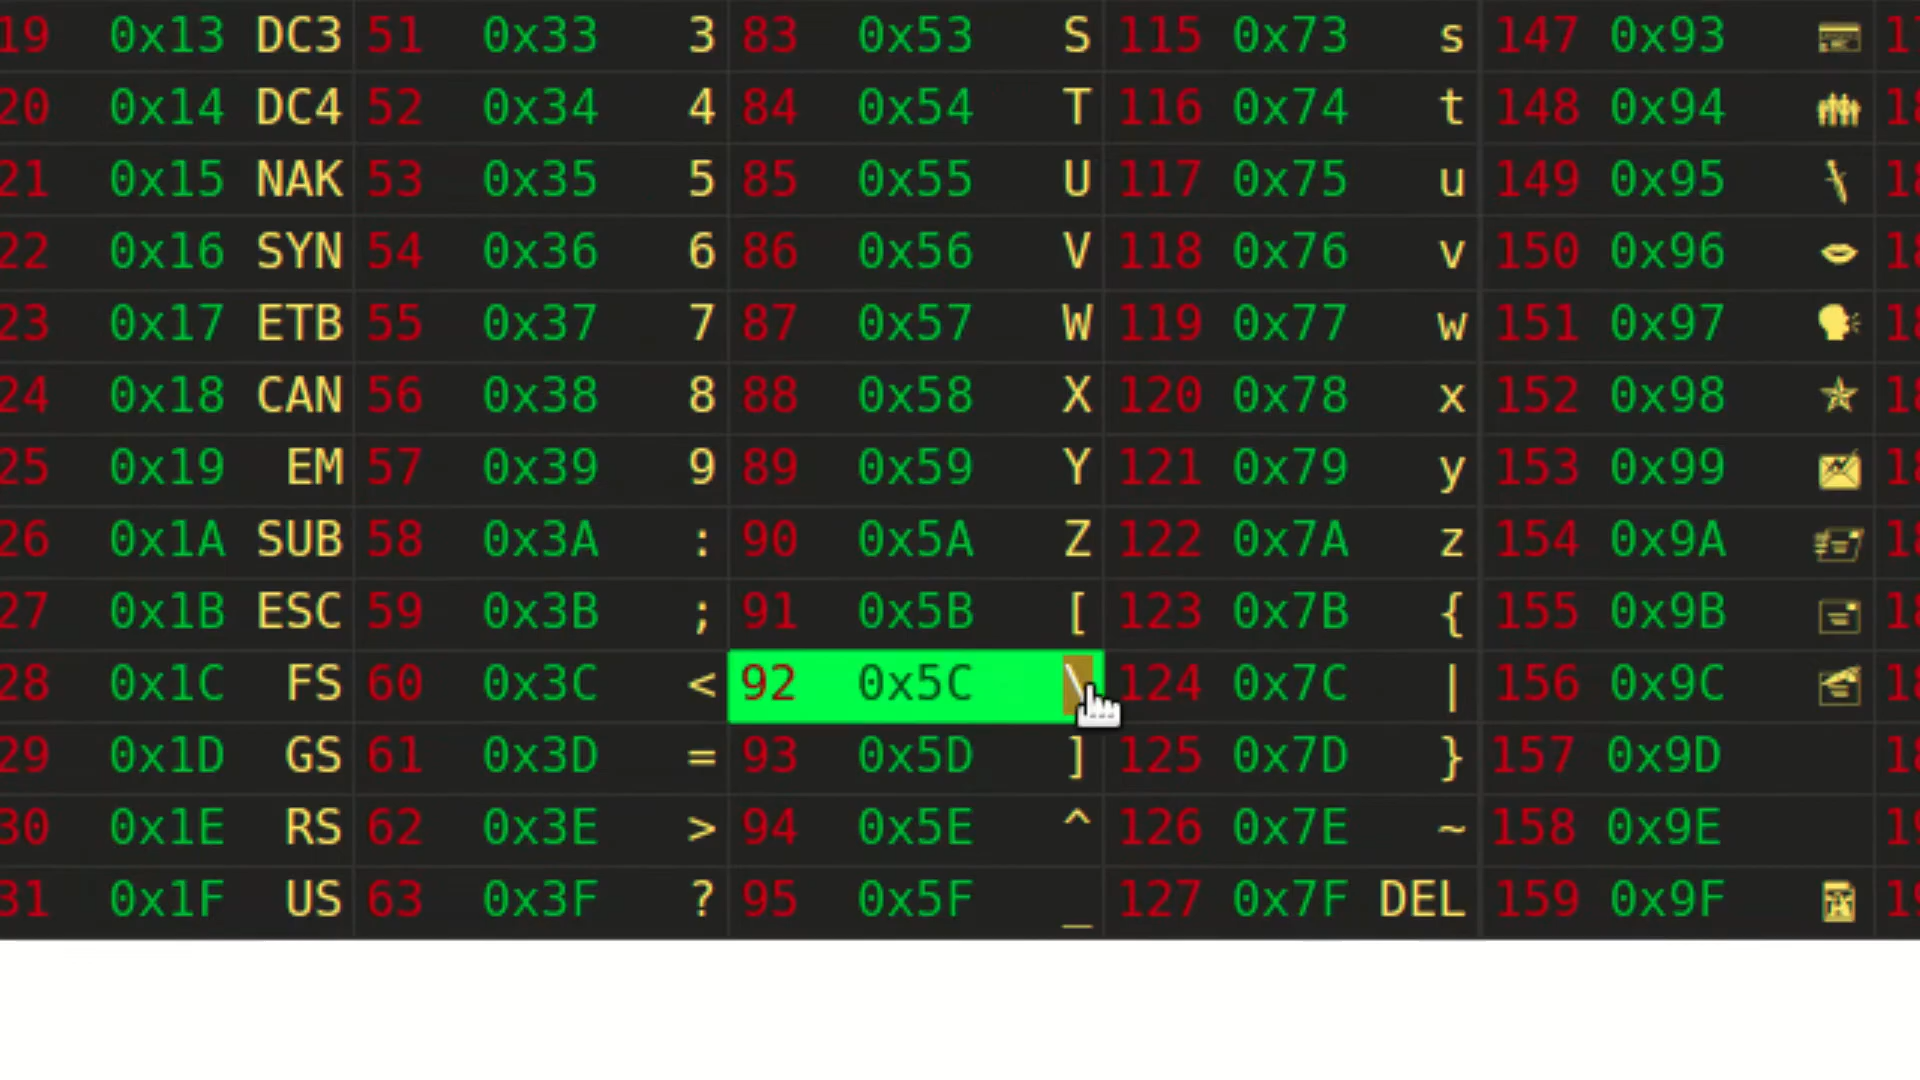 19 0x13 DC3 51 0x33 3 83 0x53 S 115 0x73 s 147 0x93
20 0x14 DC4 52 0x34 4 84 0x54 T 116 0x74 t 148 0x94
21 0x15 NAK 53 0x35 5 85 0x55 U 117 0x75 u 149 0x95
22 0x16 SYN 54 0x36 6 86 0x56 V 118 0x76 v 150 0x96
23 0x17 ETB 55 0x37 7 87 0x57 W 119 0x77 w 151 0x97
24 0x18 CAN 56 0x38 8 88 0x58 X 120 0x78 x 152 0x98
25 0x19 EM 57 0x39 9 89 0x59 Y 121 0x79 y 153 0x99
26 0x1A SUB 58 0x3A : 90 0x5A Z 122 0x7A z 154 0x9A
27 0x1B ESC 59 0x3B ; 91 0x5B [ 123 0x7B { 155 0x9B
28 0x1C FS 60 0x3C < 92 0x5C \ 124 0x7C | 156 0x9C
29 0x1D GS 61 0x3D = 93 0x5D ] 125 0x7D } 157 0x9D
30 0x1E RS 62 0x3E > 94 0x5E ^ 126 0x7E ~ 158 0x9E
31 0x1F US 63 0x3F ? 95 0x5F _ 127 0x7F DEL 159 0x9F